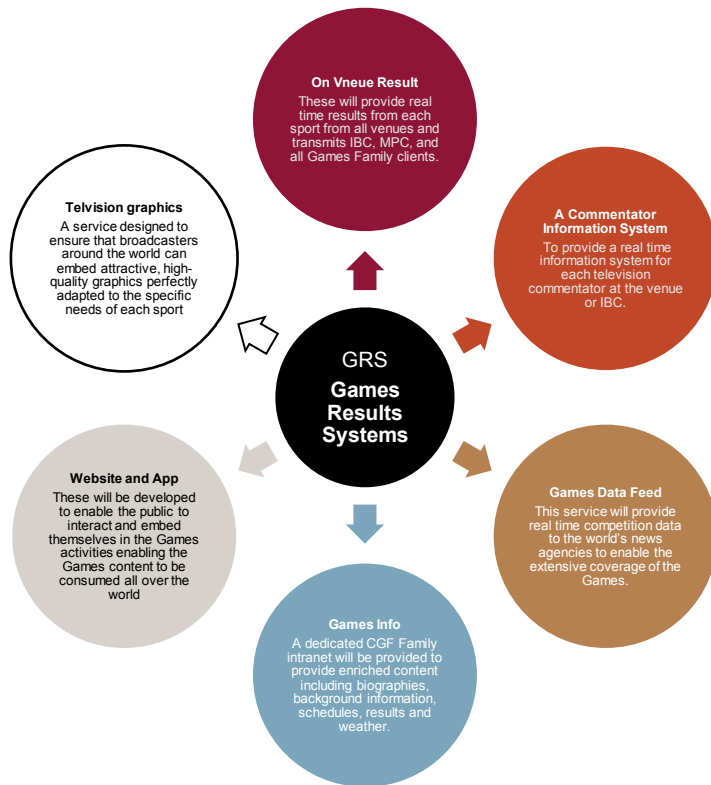 On Vneue Result
These will provide real
time results from each
sport from all venues and
transmits IBC, MPC, and
all Games Family clients.
Telvision graphics
A service designed to
ensure that broadcasters
around the world can
embed attractive, high-
quality graphics perfectly
adapted to the specific
needs of each sport
A Commentator
Information System
To provide a real time
information system for
each television
commentator at the venue
or IBC.
GRS
Games
Results
Systems
Website and App
These will be developed
to enable the public to
interact and embed
themselves in the Games
activities enabling the
Games content to be
consumed all over the
world
Games Data Feed
This service will provide
real time competition data
to the world's news
agencies to enable the
extensive coverage of the
Games.
Games Info
A dedicated CGF Family
intranet will be provided to
provide enriched content
including biographies,
background information,
schedules, results and
weather.